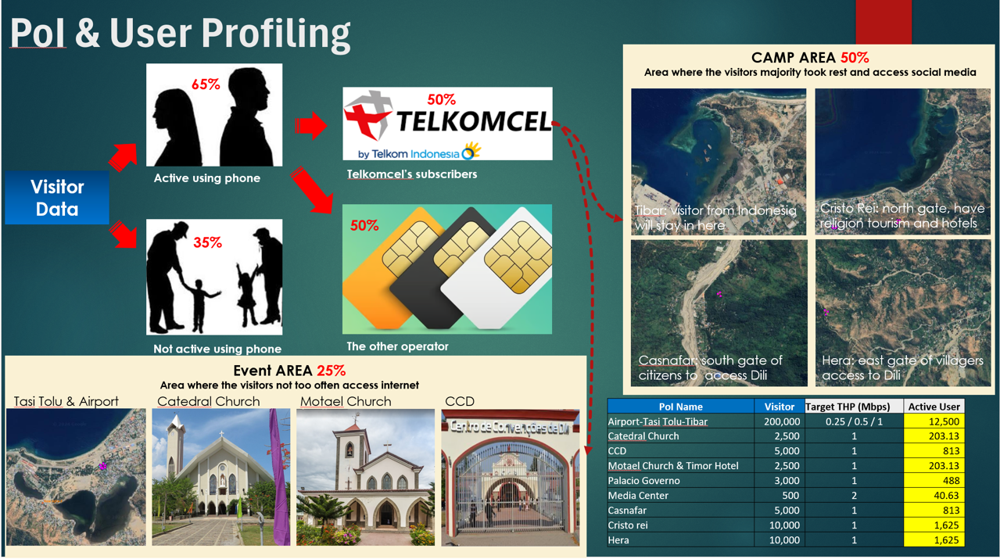 PoI & User Profiling
Visitor
Data
65%
Active using phone
35%
Not active using phone
50%
TELKOMCEL
by Telkom Indonesia
Telkomcel's subscribers
50%
The other operator
CAMP AREA 50%
Area where the visitors majority took rest and access social media
Tibar: visitor from Indonesia
will stay in here
Cristo Rei: north gate, have
religion tourism and hotels
Casnafar: south gate of
citizens to access Dili
Hera: east gate of villagers
access to Dili
Event AREA 25%
Area where the visitors not too often access internet
Tasi Tolu & Airport
Catedral Church
Motael Church
CCD
Centro de Convenções de Dili
PoI Name Visitor Target THP (Mbps) Active User
Airport-Tasi Tolu-Tibar 200,000 0.25 / 0.5 / 1 12,500
Catedral Church 2,500 1 203.13
CCD 5,000 1 813
Motael Church & Timor Hotel 2,500 1 203.13
Palacio Governo 3,000 1 488
Media Center 500 2 40.63
Casnafar 5,000 1 813
Cristo rei 10,000 1 1,625
Hera 10,000 1 1,625